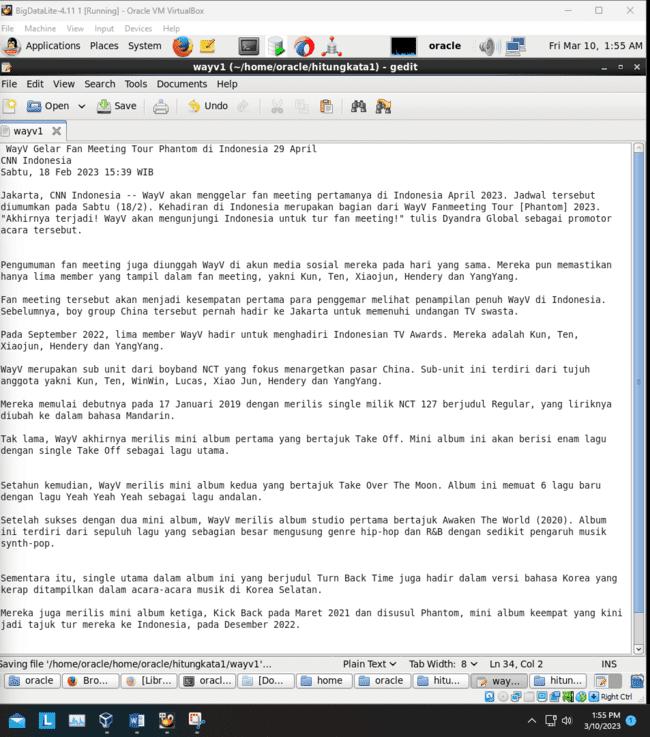 BigDataLite-4.11 1 [Running] - Oracle VM VirtualBox
File Machine View Input Devices Help
Applications Places System oracle Fri Mar 10, 1:55 AM
wayv1 (~/home/oracle/hitungkata1) - gedit
File Edit View Search Tools Documents Help
Open Save Undo
wayv1
WayV Gelar Fan Meeting Tour Phantom di Indonesia 29 April
CNN Indonesia
Sabtu, 18 Feb 2023 15:39 WIB
Jakarta, CNN Indonesia -- WayV akan menggelar fan meeting pertamanya di Indonesia April 2023. Jadwal tersebut
diumumkan pada Sabtu (18/2). Kehadiran di Indonesia merupakan bagian dari WayV Fanmeeting Tour [Phantom] 2023.
"Akhirnya terjadi! WayV akan mengunjungi Indonesia untuk tur fan meeting!" tulis Dyandra Global sebagai promotor
acara tersebut.
Pengumuman fan meeting juga diunggah WayV di akun media sosial mereka pada hari yang sama. Mereka pun memastikan
hanya lima member yang tampil dalam fan meeting, yakni Kun, Ten, Xiaojun, Hendery dan YangYang.
Fan meeting tersebut akan menjadi kesempatan pertama para penggemar melihat penampilan penuh WayV di Indonesia.
Sebelumnya, boy group China tersebut pernah hadir ke Jakarta untuk memenuhi undangan TV swasta.
Pada September 2022, lima member WayV hadir untuk menghadiri Indonesian TV Awards. Mereka adalah Kun, Ten,
Xiaojun, Hendery dan YangYang.
WayV merupakan sub unit dari boyband NCT yang fokus menargetkan pasar China. Sub-unit ini terdiri dari tujuh
anggota yakni Kun, Ten, WinWin, Lucas, Xiao Jun, Hendery dan YangYang.
Mereka memulai debutnya pada 17 Januari 2019 dengan merilis single milik NCT 127 berjudul Regular, yang liriknya
diubah ke dalam bahasa Mandarin.
Tak lama, WayV akhirnya merilis mini album pertama yang bertajuk Take Off. Mini album ini akan berisi enam lagu
dengan single Take Off sebagai lagu utama.
Setahun kemudian, WayV merilis mini album kedua yang bertajuk Take Over The Moon. Album ini memuat 6 lagu baru
dengan lagu Yeah Yeah Yeah sebagai lagu andalan.
Setelah sukses dengan dua mini album, WayV merilis album studio pertama bertajuk Awaken The World (2020). Album
ini terdiri dari sepuluh lagu yang sebagian besar mengusung genre hip-hop dan R&B dengan sedikit pengaruh musik
synth-pop.
Sementara itu, single utama dalam album ini yang berjudul Turn Back Time juga hadir dalam versi bahasa Korea yang
kerap ditampilkan dalam acara-acara musik di Korea Selatan.
Mereka juga merilis mini album ketiga, Kick Back pada Maret 2021 dan disusul Phantom, mini album keempat yang kini
jadi tajuk tur mereka ke Indonesia, pada Desember 2022.
Saving file '/home/oracle/home/oracle/hitungkata1/wayv1'... Plain Text Tab Width: 8 Ln 34, Col 2 INS
oracle Bro... [Libr... oracl... [Do... home oracle hitu... way... hitun...
Right Ctrl
1:55 PM
3/10/2023